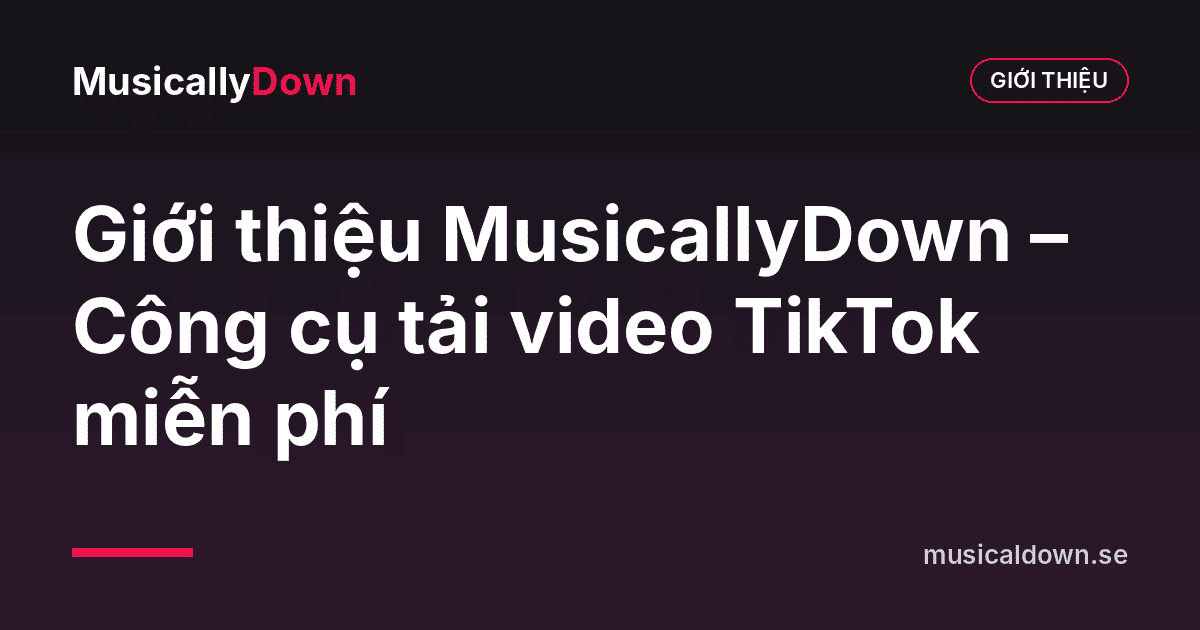 MusicallyDown
GIỚI THIỆU
Giới thiệu MusicallyDown –
Công cụ tải video TikTok
miễn phí
musicaldown.se